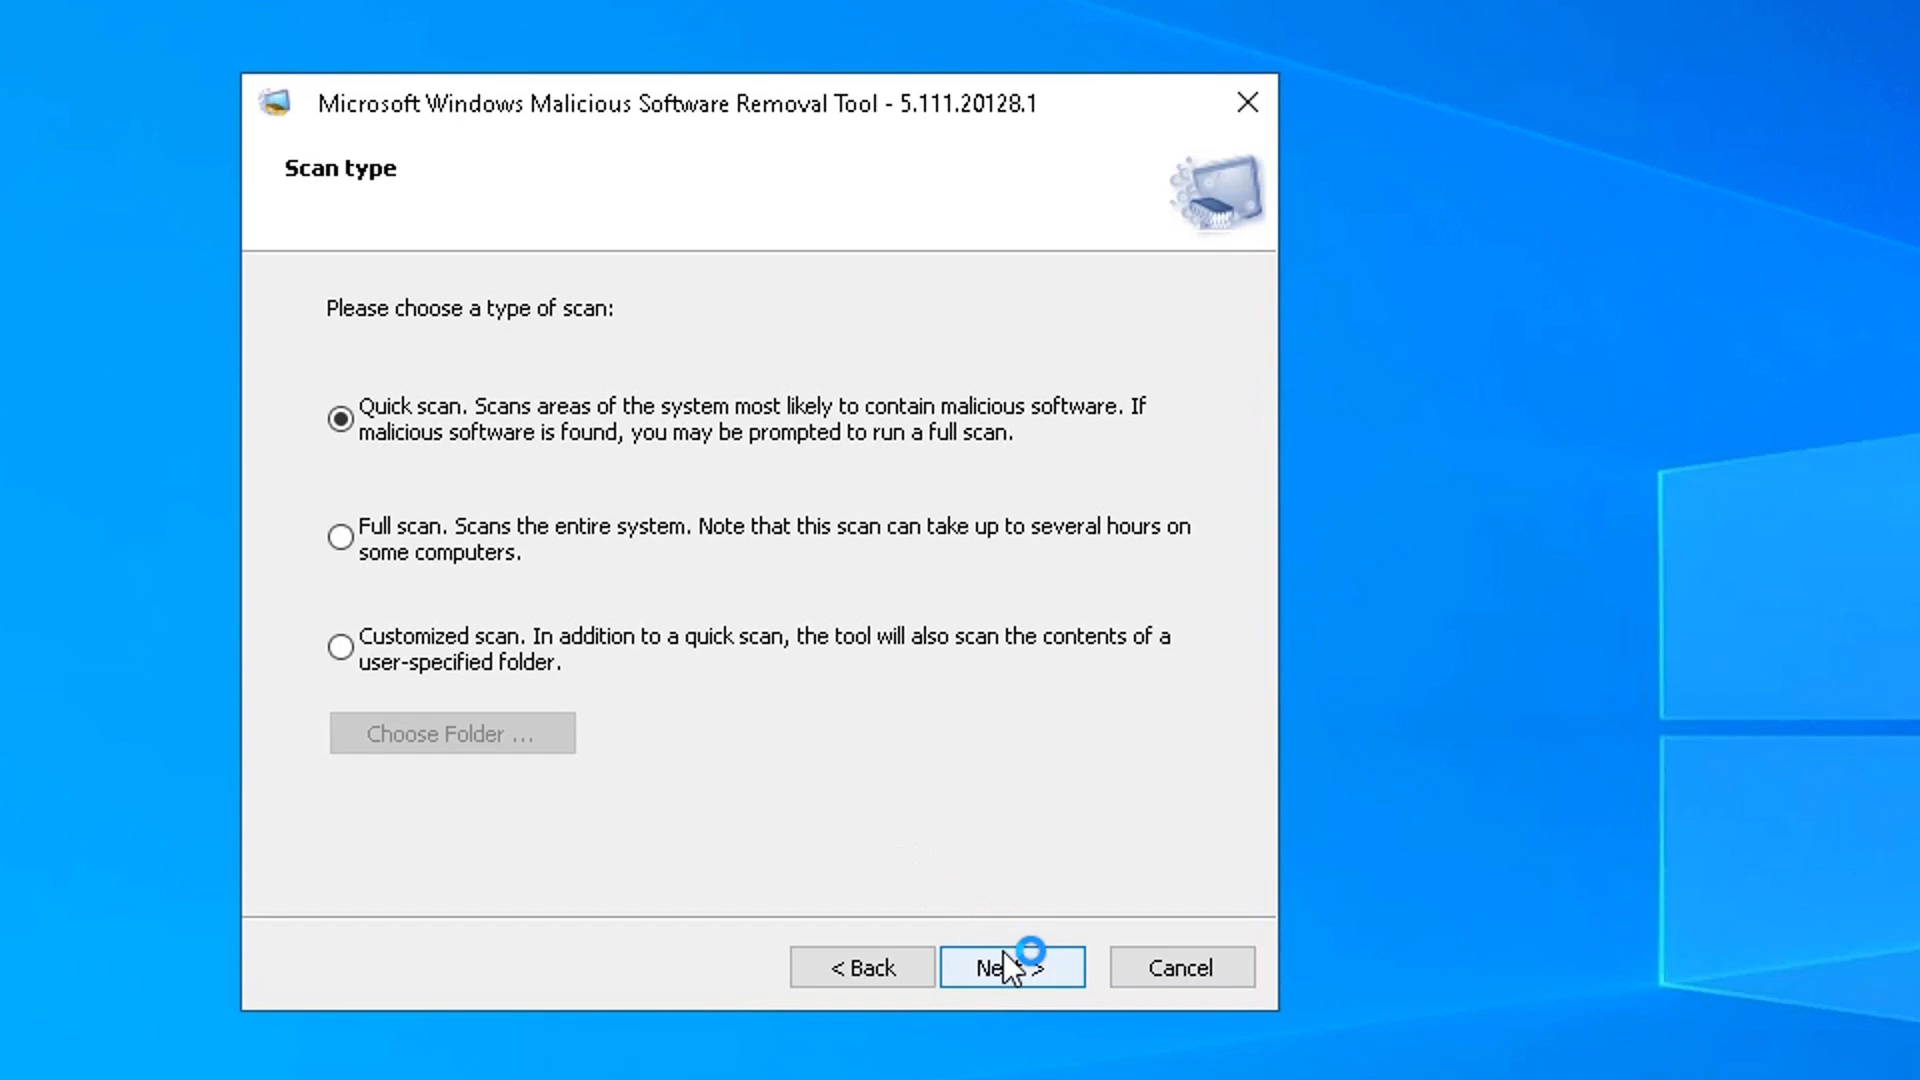 Microsoft Windows Malicious Software Removal Tool - 5.111.20128.1
Scan type
Please choose a type of scan:
Quick scan. Scans areas of the system most likely to contain malicious software. If
malicious software is found, you may be prompted to run a full scan.
Full scan. Scans the entire system. Note that this scan can take up to several hours on
some computers.
Customized scan. In addition to a quick scan, the tool will also scan the contents of a
user-specified folder.
Choose Folder ...
< Back
Next >
Cancel